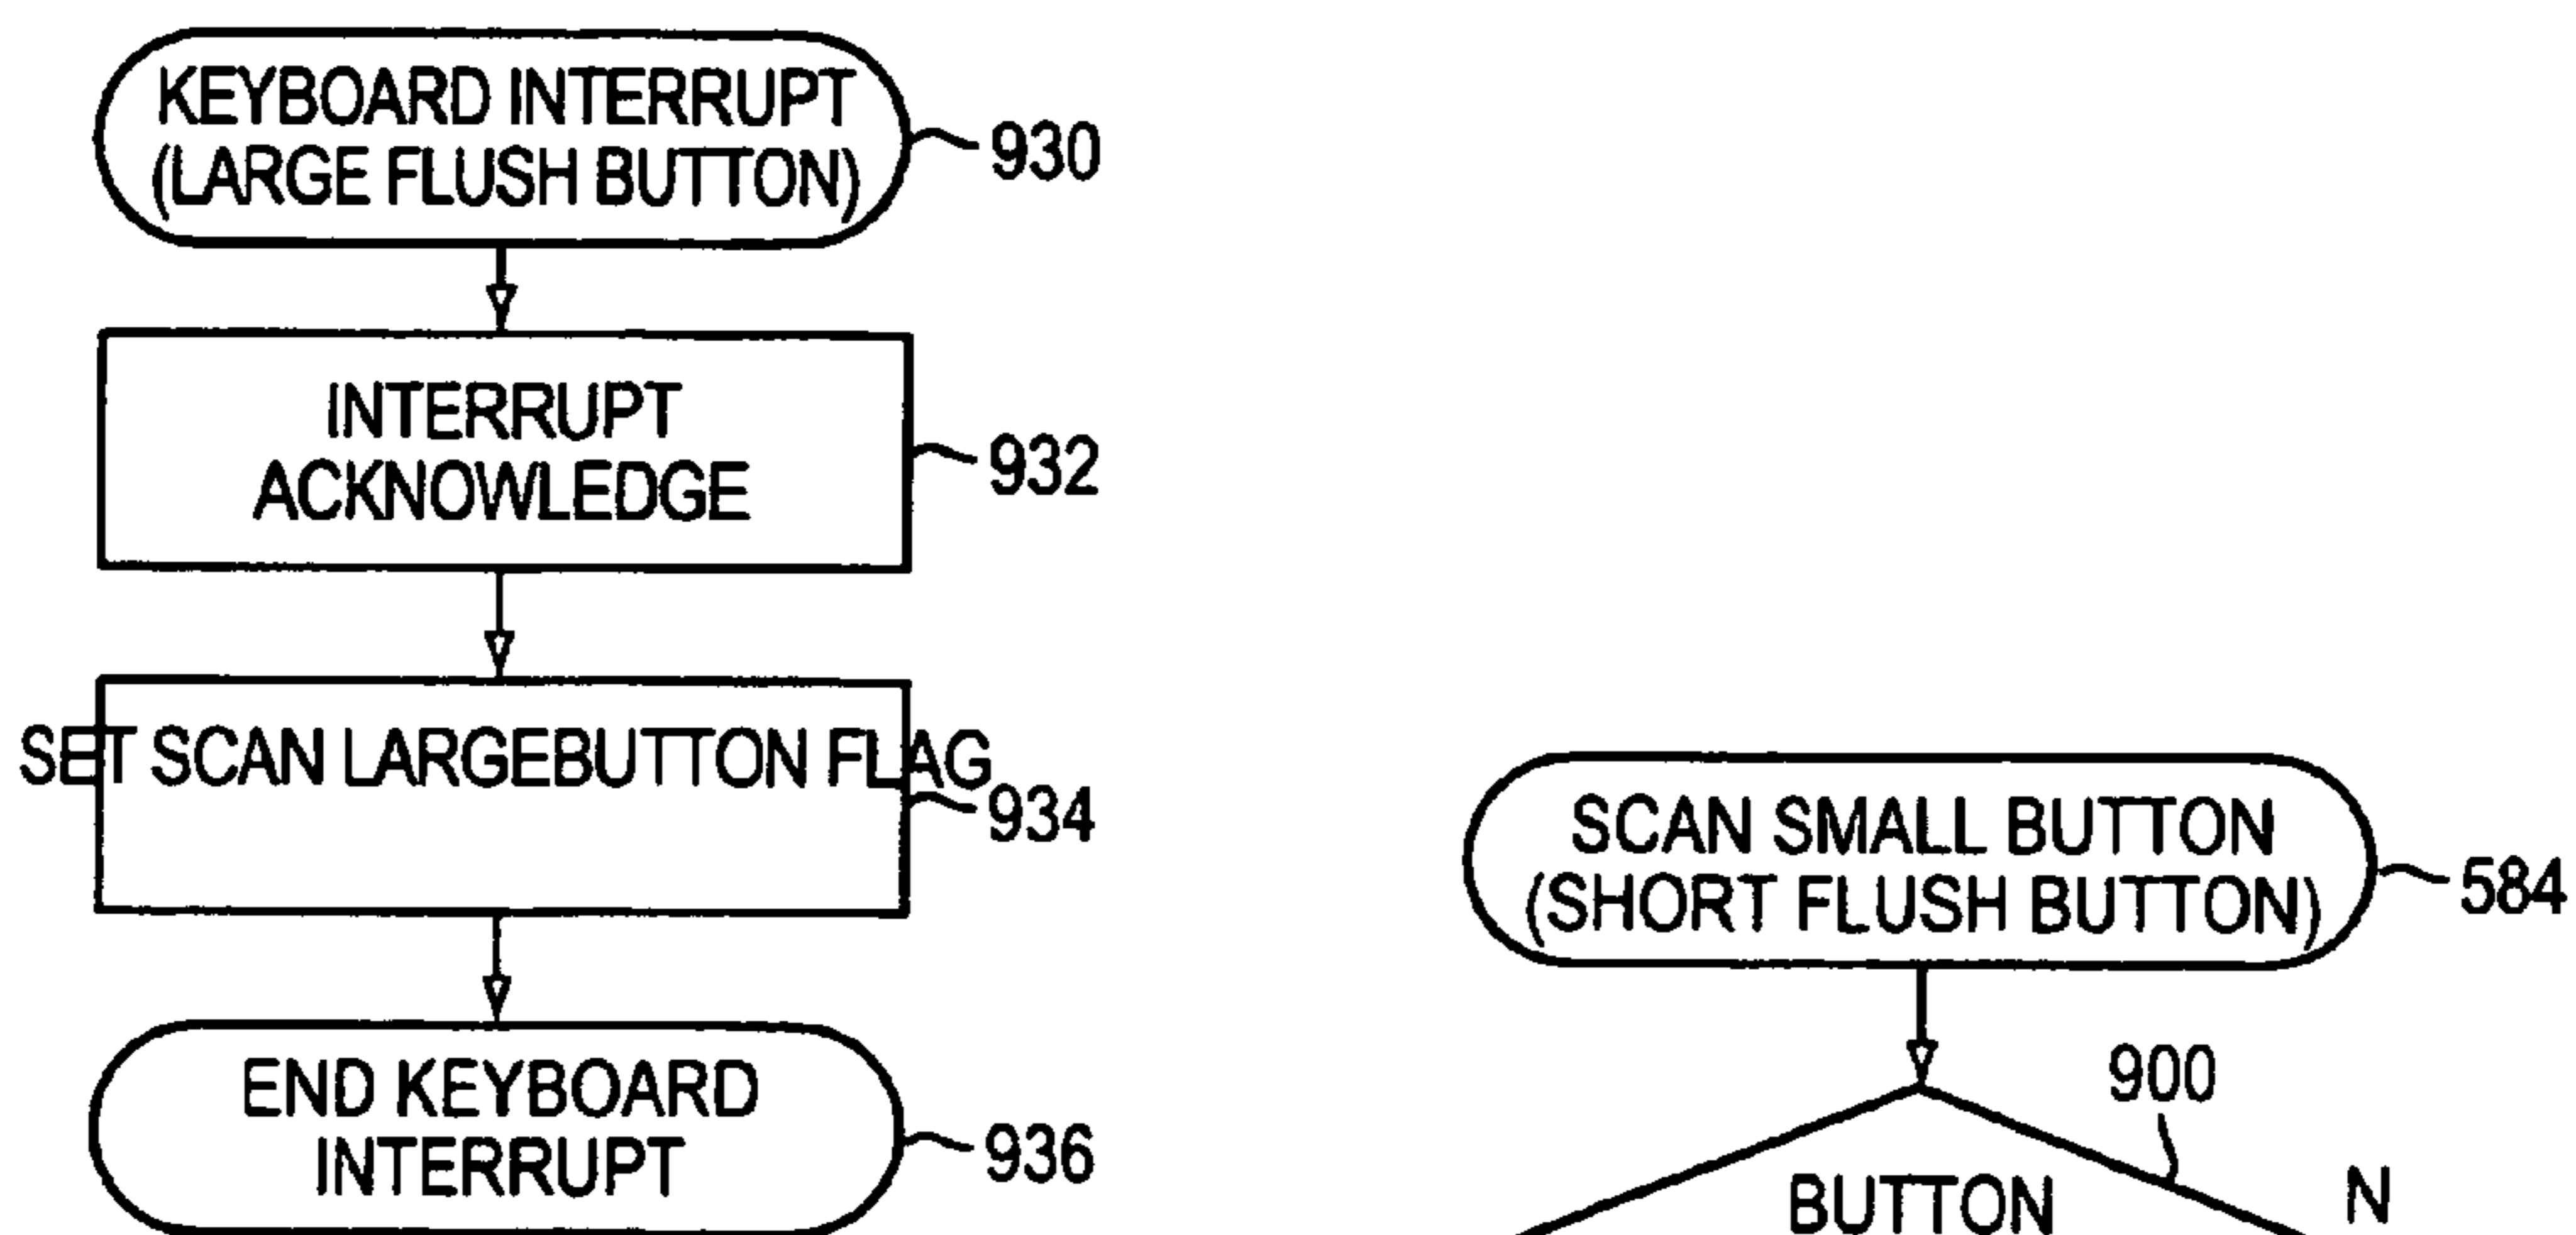 KEYBOARD INTERRUPT
(LARGE FLUSH BUTTON)
930
INTERRUPT
ACKNOWLEDGE
932
SET SCAN LARGEBUTTON FLAG
934
END KEYBOARD
INTERRUPT
936
SCAN SMALL BUTTON
(SHORT FLUSH BUTTON)
584
900
BUTTON
N